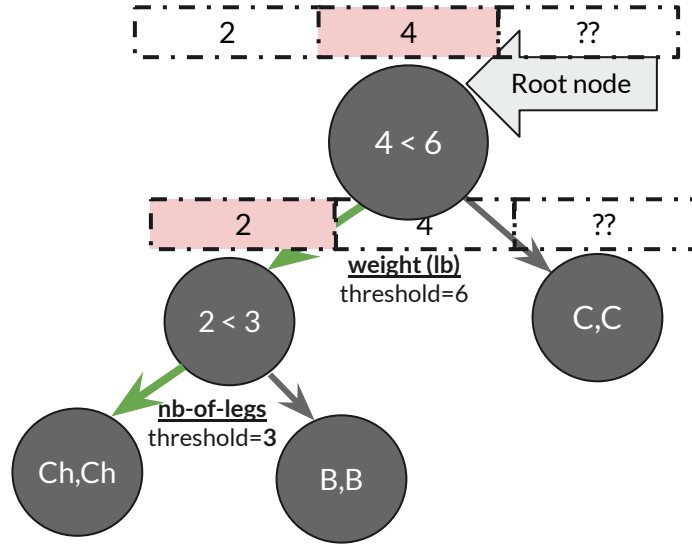 2 4 ??
Root node
4 < 6
2 4 ??
weight (lb)
threshold=6
2 < 3
C,C
nb-of-legs
threshold=3
Ch,Ch
B,B